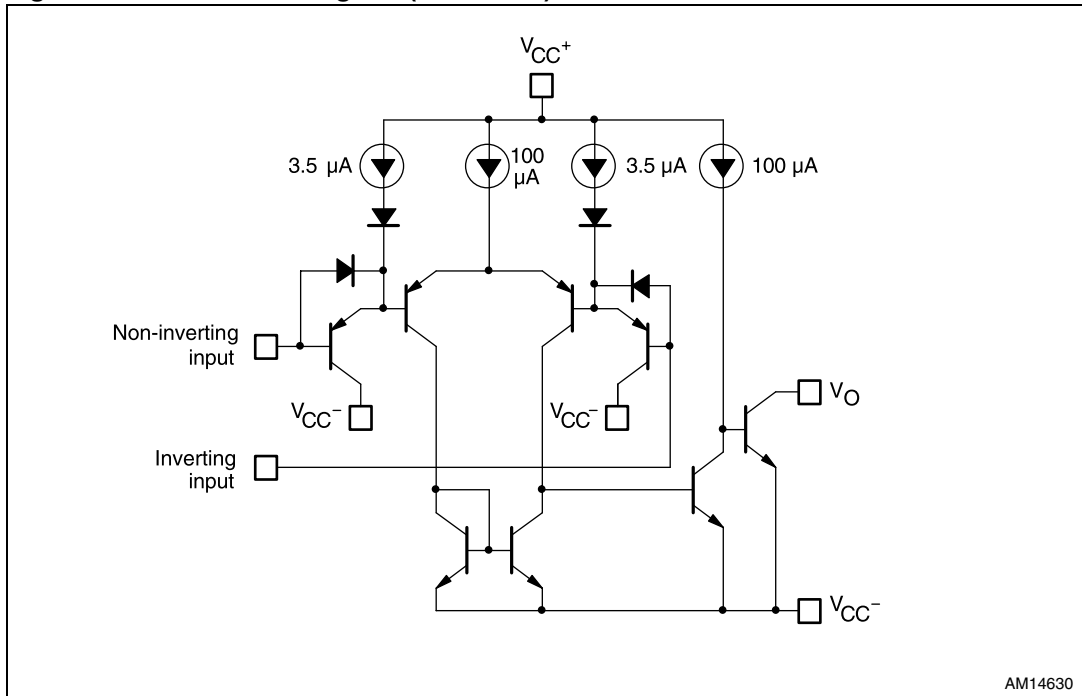 VCC+
3.5 µA
100
µA
3.5 µA
100 µA
Non-inverting
input
VCC−
VCC−
VO
Inverting
input
VCC−
AM14630